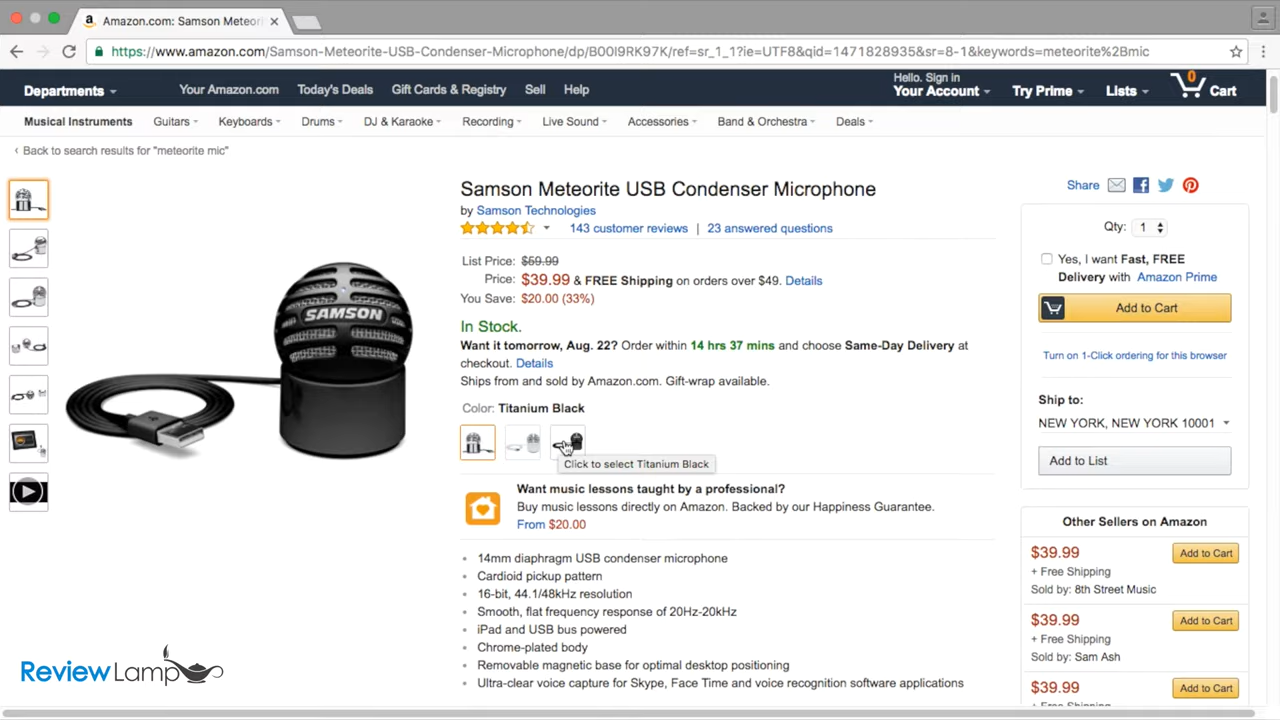 Amazon.com: Samson Meteori
https://www.amazon.com/Samson-Meteorite-USB-Condenser-Microphone/dp/B00I9RK97K/ref=sr_1_1?ie=UTF8&qid=1471828935&sr=8-1&keywords=meteorite%2Bmic
Departments
Your Amazon.com
Today's Deals
Gift Cards & Registry
Sell
Help
Hello. Sign in
Your Account
Try Prime
Lists
0
Cart
Musical Instruments
Guitars
Keyboards
Drums
DJ & Karaoke
Recording
Live Sound
Accessories
Band & Orchestra
Deals
‹ Back to search results for "meteorite mic"
SAMSON
Samson Meteorite USB Condenser Microphone
by Samson Technologies
143 customer reviews | 23 answered questions
List Price: $59.99
Price: $39.99 & FREE Shipping on orders over $49. Details
You Save: $20.00 (33%)
In Stock.
Want it tomorrow, Aug. 22? Order within 14 hrs 37 mins and choose Same-Day Delivery at
checkout. Details
Ships from and sold by Amazon.com. Gift-wrap available.
Color: Titanium Black
Click to select Titanium Black
Want music lessons taught by a professional?
Buy music lessons directly on Amazon. Backed by our Happiness Guarantee.
From $20.00
• 14mm diaphragm USB condenser microphone
• Cardioid pickup pattern
• 16-bit, 44.1/48kHz resolution
• Smooth, flat frequency response of 20Hz-20kHz
• iPad and USB bus powered
• Chrome-plated body
• Removable magnetic base for optimal desktop positioning
• Ultra-clear voice capture for Skype, Face Time and voice recognition software applications
Share
Qty: 1
Yes, I want Fast, FREE
Delivery with Amazon Prime
Add to Cart
Turn on 1-Click ordering for this browser
Ship to:
NEW YORK, NEW YORK 10001
Add to List
Other Sellers on Amazon
$39.99
Add to Cart
+ Free Shipping
Sold by: 8th Street Music
$39.99
Add to Cart
+ Free Shipping
Sold by: Sam Ash
$39.99
Add to Cart
ReviewLamp